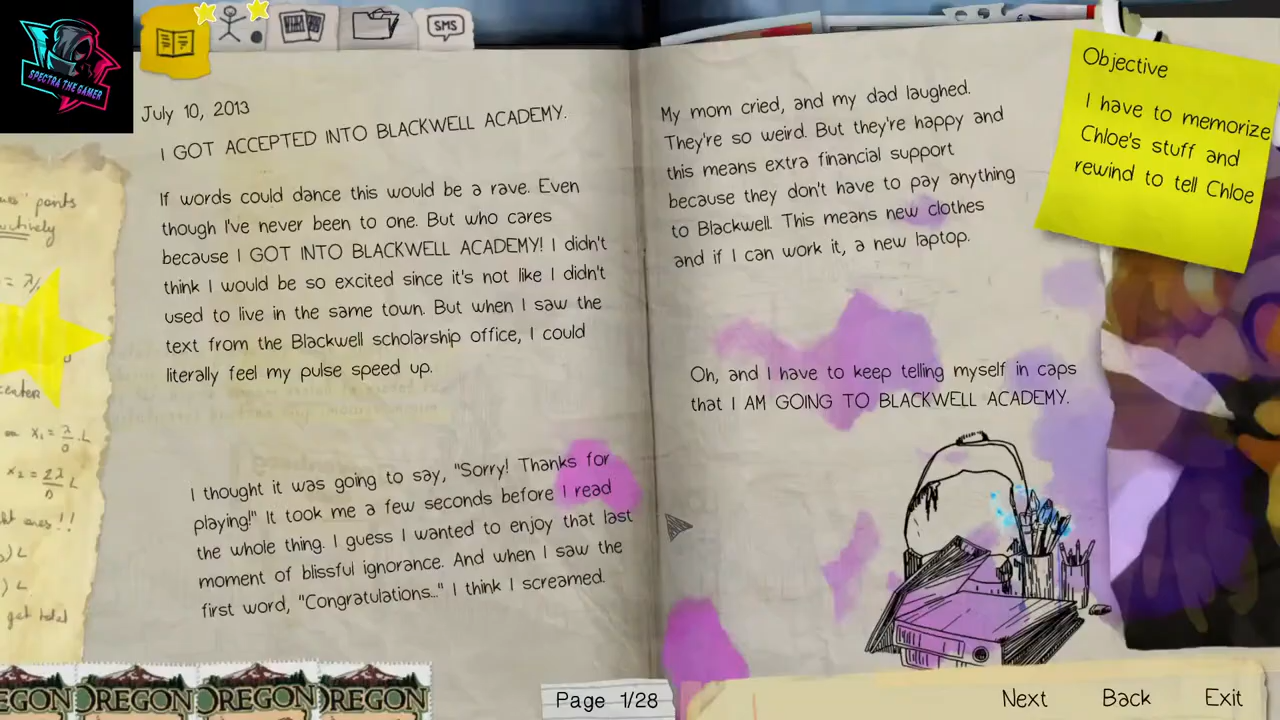 SPECTRA THE GAMER
SMS
July 10, 2013
I GOT ACCEPTED INTO BLACKWELL ACADEMY.
If words could dance this would be a rave. Even
though I've never been to one. But who cares
because I GOT INTO BLACKWELL ACADEMY! I didn't
think I would be so excited since it's not like I didn't
used to live in the same town. But when I saw the
text from the Blackwell scholarship office, I could
literally feel my pulse speed up.
I thought it was going to say, "Sorry! Thanks for
playing!" It took me a few seconds before I read
the whole thing. I guess I wanted to enjoy that last
moment of blissful ignorance. And when I saw the
first word, "Congratulations..." I think I screamed.
My mom cried, and my dad laughed.
They're so weird. But they're happy and
this means extra financial support
because they don't have to pay anything
to Blackwell. This means new clothes
and if I can work it, a new laptop.
Oh, and I have to keep telling myself in caps
that I AM GOING TO BLACKWELL ACADEMY.
Objective
I have to memorize
Chloe's stuff and
rewind to tell Chloe
points
x₁ = λ/D . L
x₂ = 2λ/D L
get total
EGON OREGON OREGON OREGON
Page 1/28
Next Back Exit